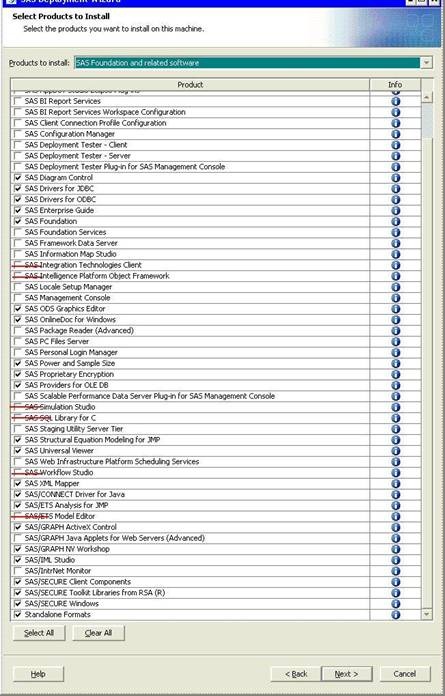 SAS Deployment Wizard
Select Products to Install
Select the products you want to install on this machine.
Products to install: SAS Foundation and related software
Product Info
SAS BI Report Services
SAS BI Report Services Workspace Configuration
SAS Client Connection Profile Configuration
SAS Configuration Manager
SAS Deployment Tester - Client
SAS Deployment Tester - Server
SAS Deployment Tester Plug-in for SAS Management Console
SAS Diagram Control
SAS Drivers for JDBC
SAS Drivers for ODBC
SAS Enterprise Guide
SAS Foundation
SAS Foundation Services
SAS Framework Data Server
SAS Information Map Studio
SAS Integration Technologies Client
SAS Intelligence Platform Object Framework
SAS Locale Setup Manager
SAS Management Console
SAS ODS Graphics Editor
SAS OnlineDoc for Windows
SAS Package Reader (Advanced)
SAS PC Files Server
SAS Personal Login Manager
SAS Power and Sample Size
SAS Proprietary Encryption
SAS Providers for OLE DB
SAS Scalable Performance Data Server Plug-in for SAS Management Console
SAS Simulation Studio
SAS SQL Library for C
SAS Staging Utility Server Tier
SAS Structural Equation Modeling for JMP
SAS Universal Viewer
SAS Web Infrastructure Platform Scheduling Services
SAS Workflow Studio
SAS XML Mapper
SAS/CONNECT Driver for Java
SAS/ETS Analysis for JMP
SAS/ETS Model Editor
SAS/GRAPH ActiveX Control
SAS/GRAPH Java Applets for Web Servers (Advanced)
SAS/GRAPH NV Workshop
SAS/IML Studio
SAS/IntrNet Monitor
SAS/SECURE Client Components
SAS/SECURE Toolkit Libraries from RSA (R)
SAS/SECURE Windows
Standalone Formats
Select All Clear All
Help < Back Next > Cancel